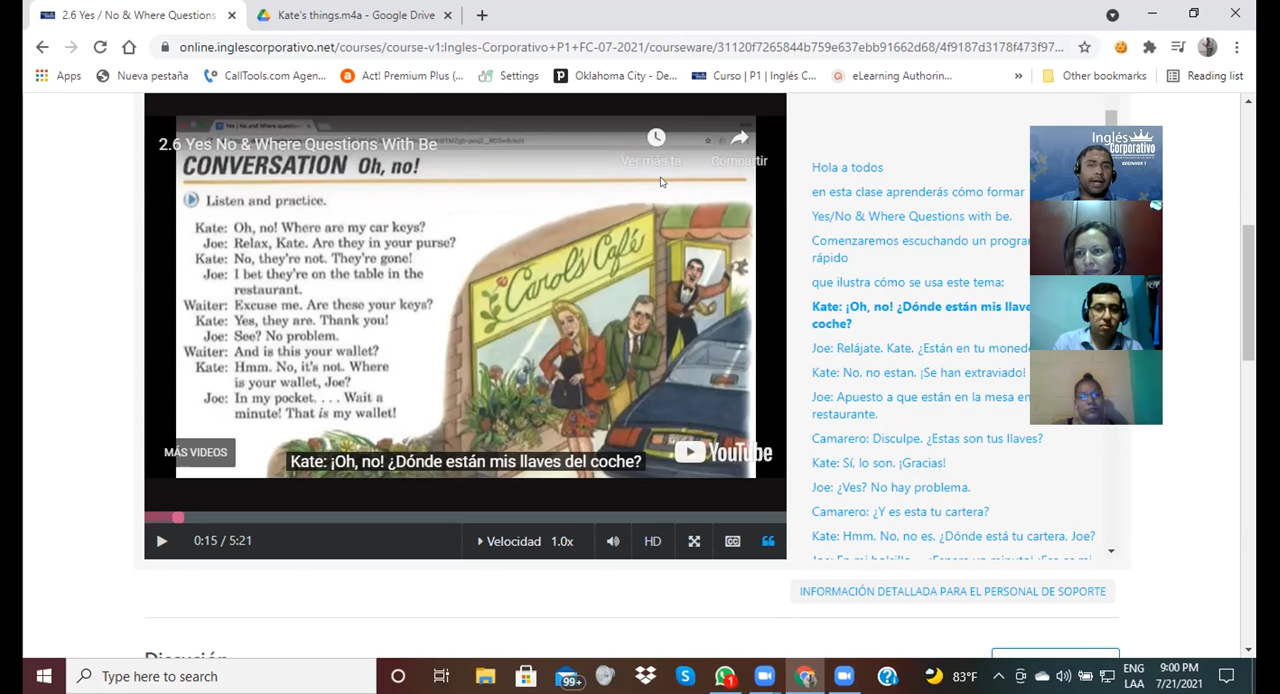 2.6 Yes / No & Where Questions
Kate's things.m4a - Google Drive
online.inglescorporativo.net/courses/course-v1:Ingles-Corporativo+P1+FC-07-2021/courseware/31120f7265844b759e637ebb91662d68/4f9187d3178f473f97...
Apps
Nueva pestaña
CallTools.com Agen...
Act! Premium Plus (...
Settings
Oklahoma City - De...
Curso | P1 | Inglés C...
eLearning Authorin...
»
Other bookmarks
Reading list
2.6 Yes No & Where Questions With Be
Ver más ta
Compartir
CONVERSATION Oh, no!
Listen and practice.
Kate: Oh, no! Where are my car keys?
Joe: Relax, Kate. Are they in your purse?
Kate: No, they're not. They're gone!
Joe: I bet they're on the table in the
restaurant.
Waiter: Excuse me. Are these your keys?
Kate: Yes, they are. Thank you!
Joe: See? No problem.
Waiter: And is this your wallet?
Kate: Hmm. No, it's not. Where
is your wallet, Joe?
Joe: In my pocket. . . . Wait a
minute! That is my wallet!
Carol's Café
MÁS VIDEOS
YouTube
Kate: ¡Oh, no! ¿Dónde están mis llaves del coche?
0:15 / 5:21
Velocidad 1.0x
HD
CC
Hola a todos
en esta clase aprenderás cómo formar
Yes/No & Where Questions with be.
Comenzaremos escuchando un progra
rápido
que ilustra cómo se usa este tema:
Kate: ¡Oh, no! ¿Dónde están mis llave
coche?
Joe: Relájate. Kate. ¿Están en tu moned
Kate: No, no estan. ¡Se han extraviado!
Joe: Apuesto a que están en la mesa en
restaurante.
Camarero: Disculpe. ¿Estas son tus llaves?
Kate: Sí, lo son. ¡Gracias!
Joe: ¿Ves? No hay problema.
Camarero: ¿Y es esta tu cartera?
Kate: Hmm. No, no es. ¿Dónde está tu cartera, Joe?
Inglés
Corporativo
BEGINNER 1
INFORMACIÓN DETALLADA PARA EL PERSONAL DE SOPORTE
Discusión
Type here to search
99+
1
83°F
ENG
LAA
9:00 PM
7/21/2021